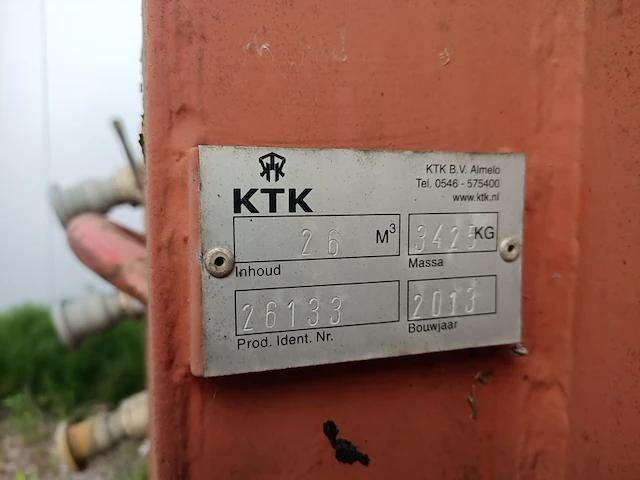 KTK
KTK B.V. Almelo
Tel. 0546 - 575400
www.ktk.nl
26 M³
Inhoud
3425 KG
Massa
26133
Prod. Ident. Nr.
2013
Bouwjaar